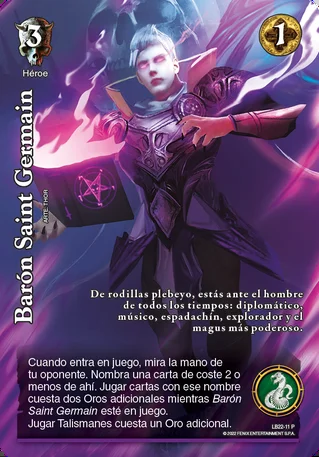 3
1
Héroe
Barón Saint Germain
ARTE: THOR
De rodillas plebeyo, estás ante el hombre
de todos los tiempos: diplomático,
músico, espadachín, explorador y el
magus más poderoso.
Cuando entra en juego, mira la mano de
tu oponente. Nombra una carta de coste 2 o
menos de ahí. Jugar cartas con ese nombre
cuesta dos Oros adicionales mientras Barón
Saint Germain esté en juego.
Jugar Talismanes cuesta un Oro adicional.
LB22-11 P
© 2022 FENIX ENTERTAINMENT S.P.A.